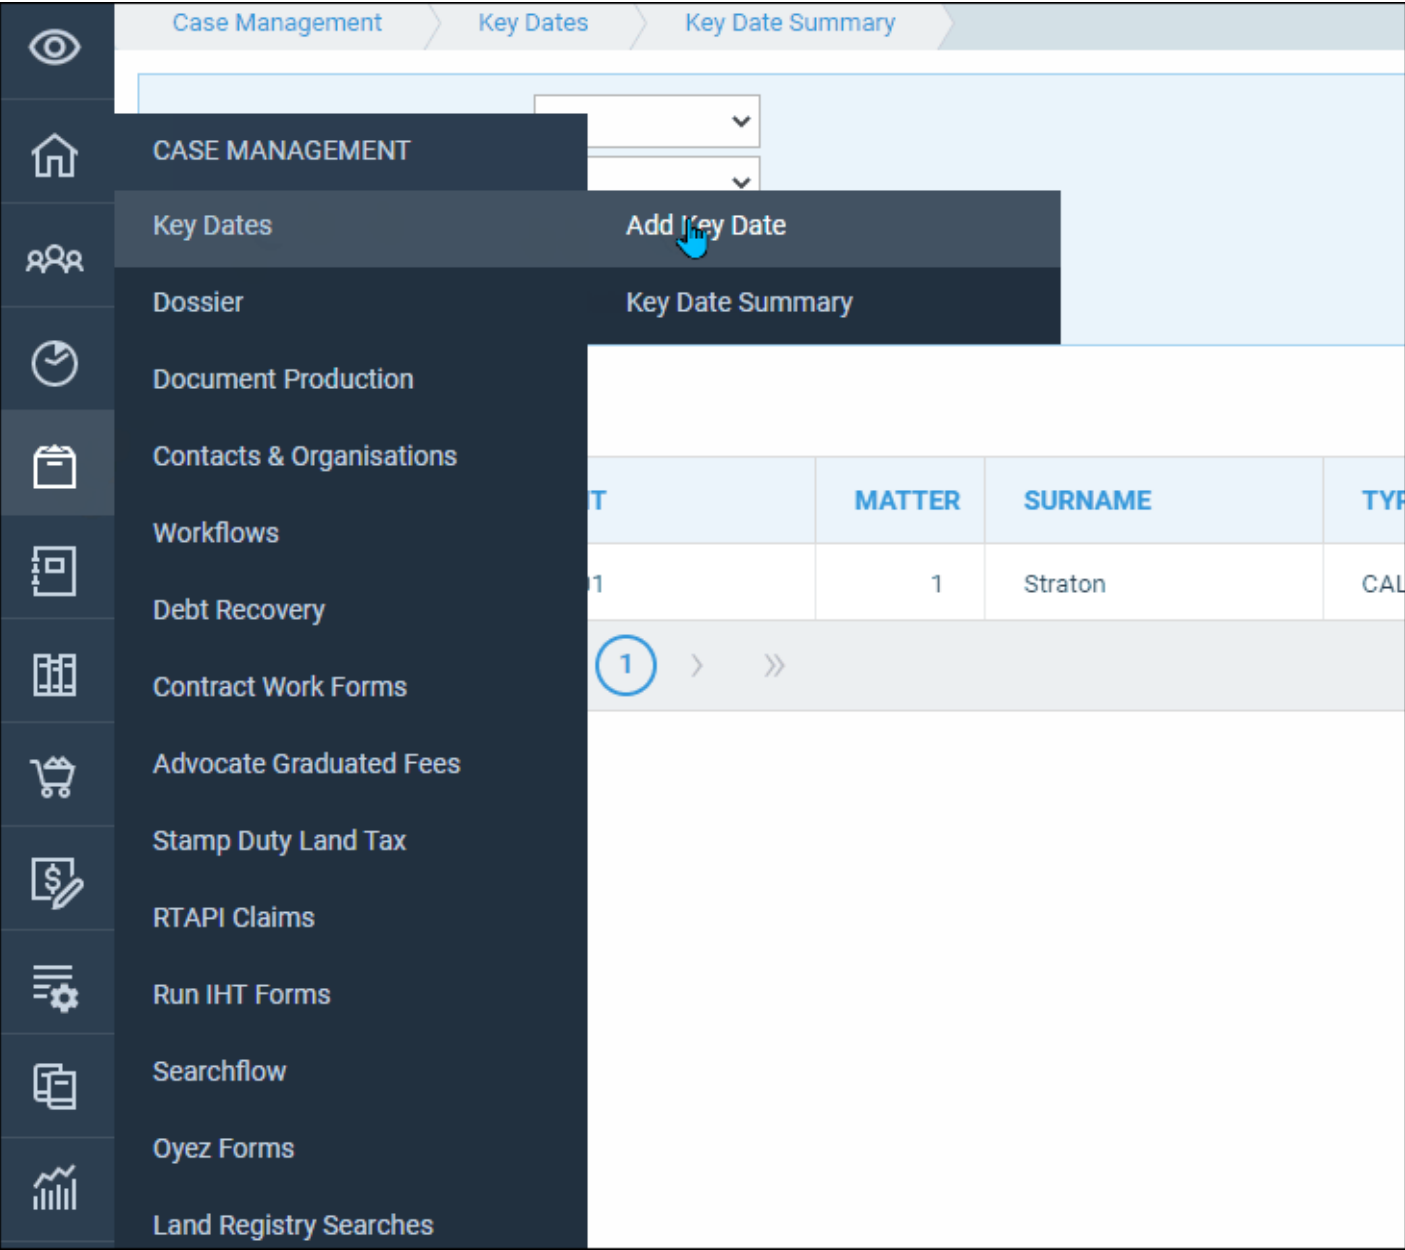 Case Management Key Dates Key Date Summary
CASE MANAGEMENT
Key Dates
Add Key Date
Dossier
Key Date Summary
Document Production
Contacts & Organisations
Workflows
Debt Recovery
Contract Work Forms
Advocate Graduated Fees
Stamp Duty Land Tax
RTAPI Claims
Run IHT Forms
Searchflow
Oyez Forms
Land Registry Searches
MATTER SURNAME
1 Straton
1